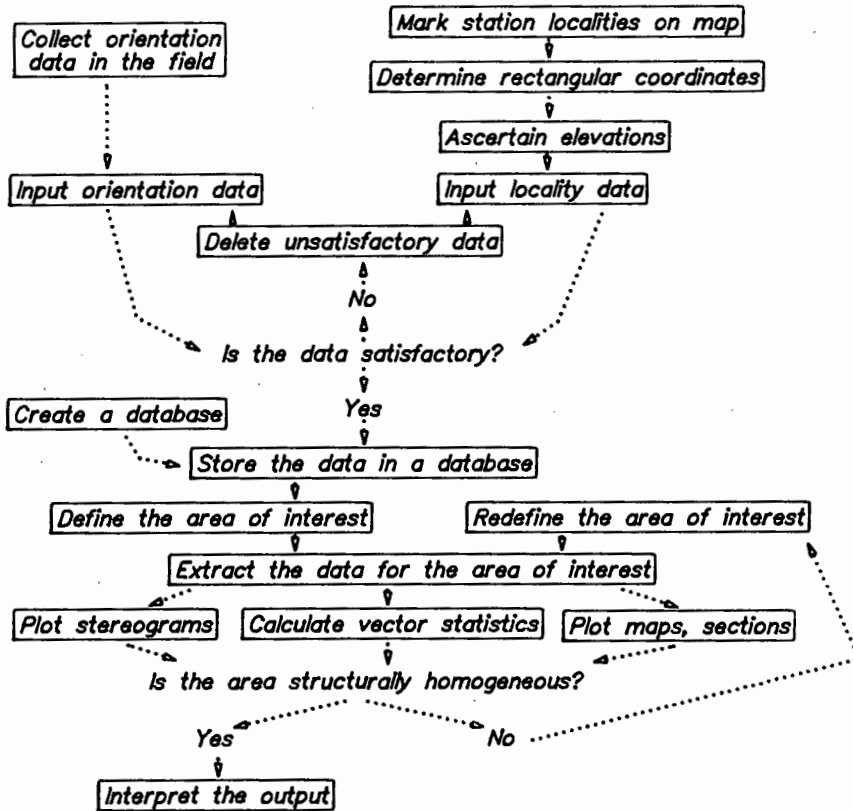 Collect orientation
data in the field
Mark station localities on map
Determine rectangular coordinates
Ascertain elevations
Input orientation data
Input locality data
Delete unsatisfactory data
No
Is the data satisfactory?
Yes
Create a database
Store the data in a database
Define the area of interest
Redefine the area of interest
Extract the data for the area of interest
Plot stereograms
Calculate vector statistics
Plot maps, sections
Is the area structurally homogeneous?
Yes
No
Interpret the output